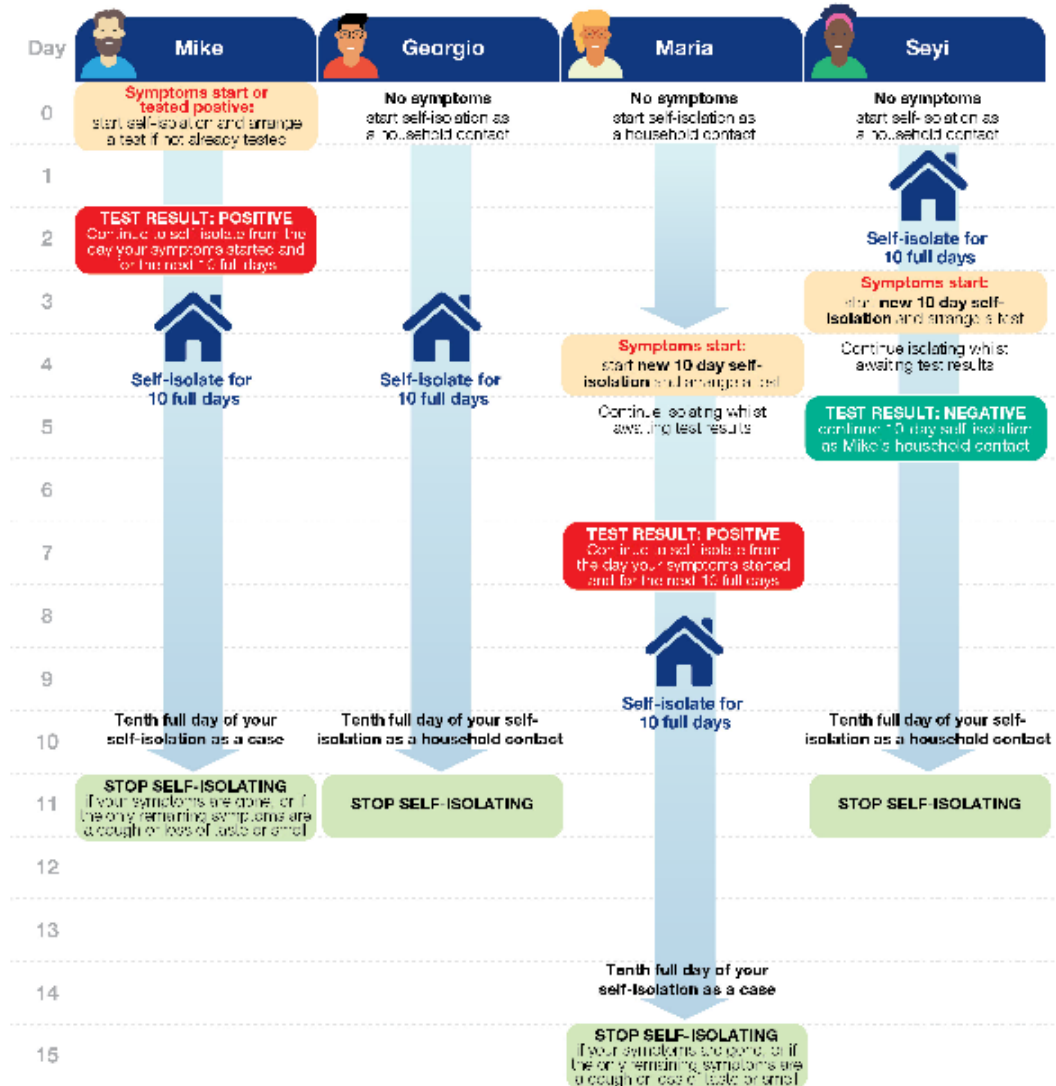 Day
Mike
Georgio
Maria
Seyi
0
Symptoms start or
tested postive:
start self-isolation and arrange
a test if not already tested
No symptoms
start self-isolation as
a household contact
No symptoms
start self-isolation as
a household contact
No symptoms
start self-isolation as
a household contact
1
2
TEST RESULT: POSITIVE
Continue to self isolate from the
day your symptoms started and
for the next 10 full days
Self-isolate for
10 full days
3
Symptoms start:
start new 10 day self-
isolation and arrange a test
4
Self-isolate for
10 full days
Self-isolate for
10 full days
Symptoms start:
start new 10 day self-
isolation and arrange a test
Continue isolating whilst
awaiting test results
5
Continue isolating whilst
awaiting test results
TEST RESULT: NEGATIVE
continue 10-day self-isolation
as Mike's household contact
6
7
TEST RESULT: POSITIVE
Continue to self isolate from
the day your symptoms started
and for the next 10 full days
8
9
Self-isolate for
10 full days
10
Tenth full day of your
self-isolation as a case
Tenth full day of your self-
isolation as a household contact
Tenth full day of your self-
isolation as a household contact
11
STOP SELF-ISOLATING
if your symptoms are gone, or if
the only remaining symptoms are
a cough or loss of taste or smell
STOP SELF-ISOLATING
STOP SELF-ISOLATING
12
13
14
Tenth full day of your
self-isolation as a case
15
STOP SELF-ISOLATING
if your symptoms are gone, or if
the only remaining symptoms are
a cough or loss of taste or smell